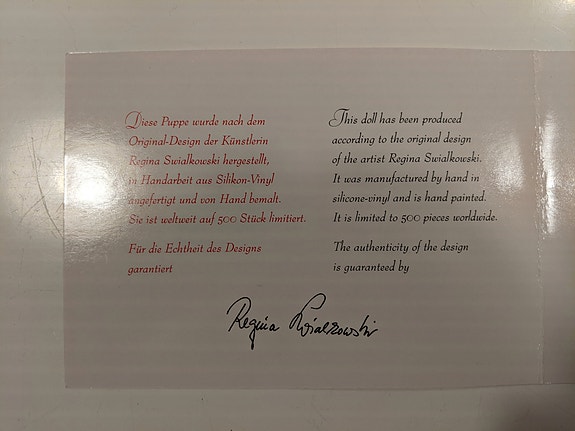 Diese Puppe wurde nach dem
Original-Design der Künstlerin
Regina Swialkowski hergestellt,
in Handarbeit aus Silikon-Vinyl
angefertigt und von Hand bemalt.
Sie ist weltweit auf 500 Stück limitiert.
Für die Echtheit des Designs
garantiert
This doll has been produced
according to the original design
of the artist Regina Swialkowski.
It was manufactured by hand in
silicone-vinyl and is hand painted.
It is limited to 500 pieces worldwide.
The authenticity of the design
is guaranteed by
Regina Swialkowski